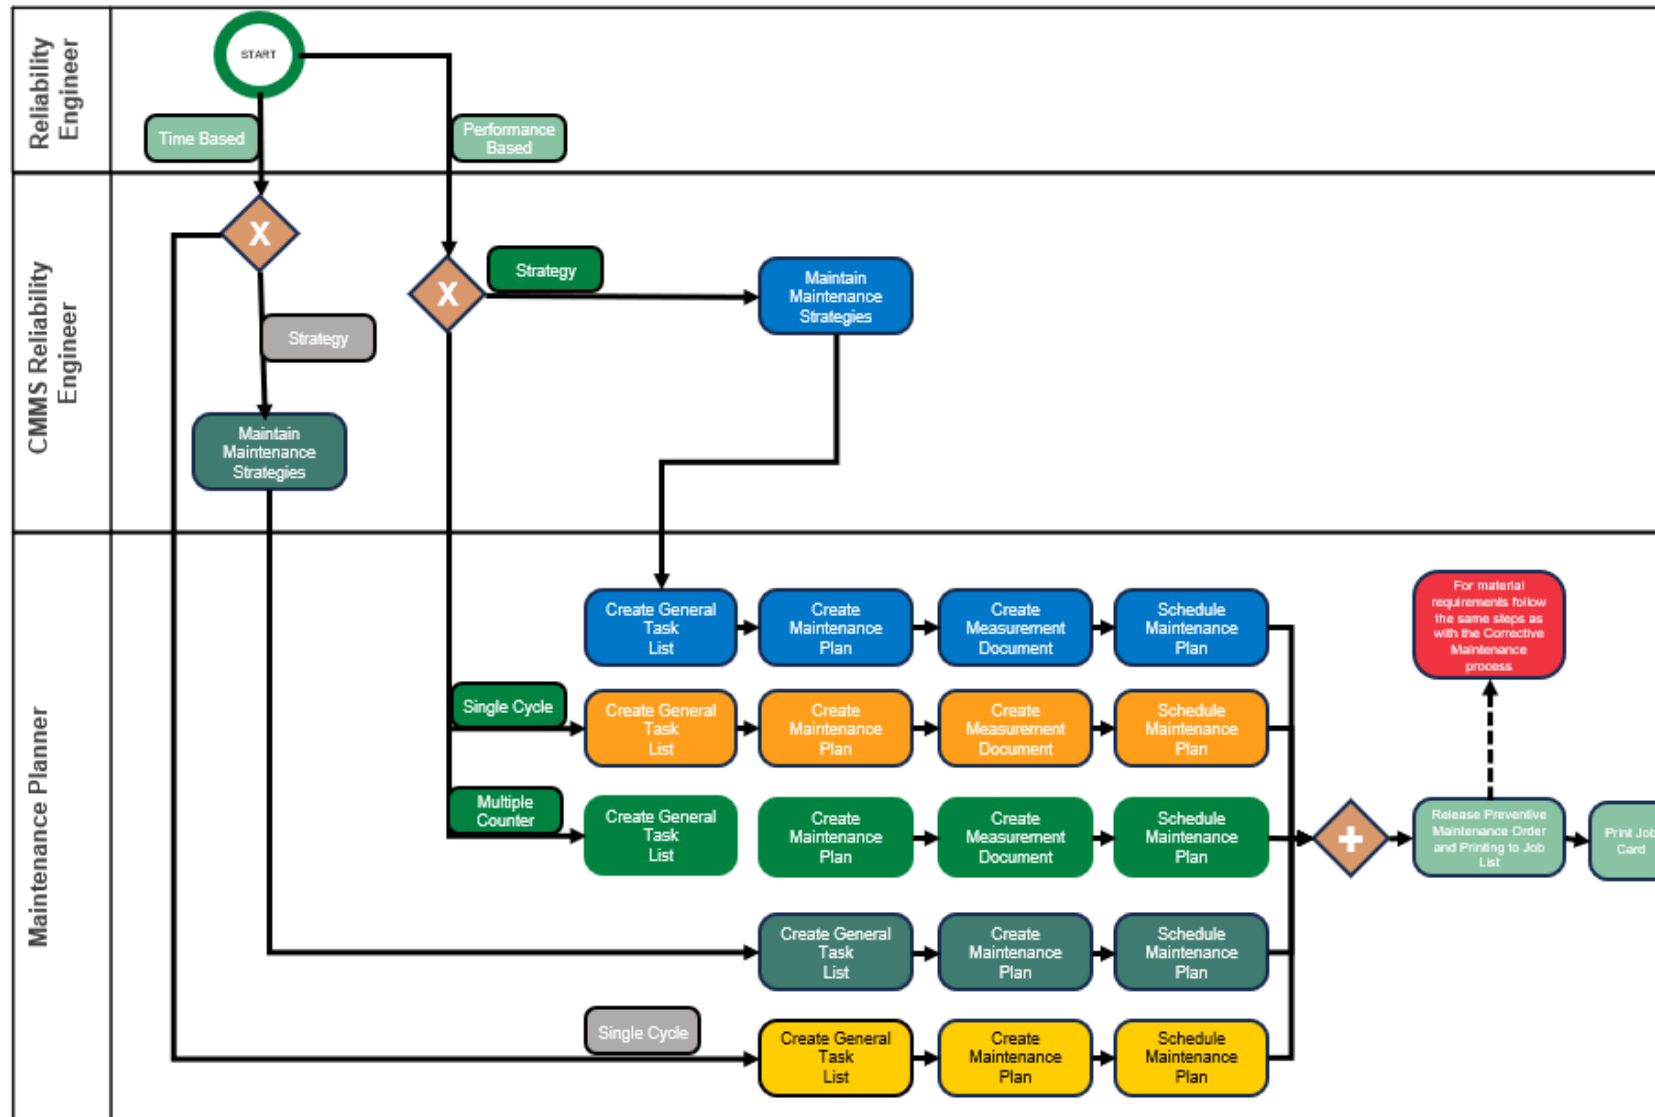 Reliability
Engineer
START
Time Based
Performance
Based
CMMS Reliability
Engineer
X
X
Strategy
Maintain
Maintenance
Strategies
Strategy
Maintain
Maintenance
Strategies
Maintenance Planner
Create General
Task
List
Create
Maintenance
Plan
Create
Measurement
Document
Schedule
Maintenance
Plan
For material
requirements follow
the same steps as
with the Corrective
Maintenance
process
Single Cycle
Create General
Task
List
Create
Maintenance
Plan
Create
Measurement
Document
Schedule
Maintenance
Plan
Multiple
Counter
Create General
Task
List
Create
Maintenance
Plan
Create
Measurement
Document
Schedule
Maintenance
Plan
+
Release Preventive
Maintenance Order
and Printing to Job
List
Print Job
Card
Create General
Task
List
Create
Maintenance
Plan
Schedule
Maintenance
Plan
Single Cycle
Create General
Task
List
Create
Maintenance
Plan
Schedule
Maintenance
Plan